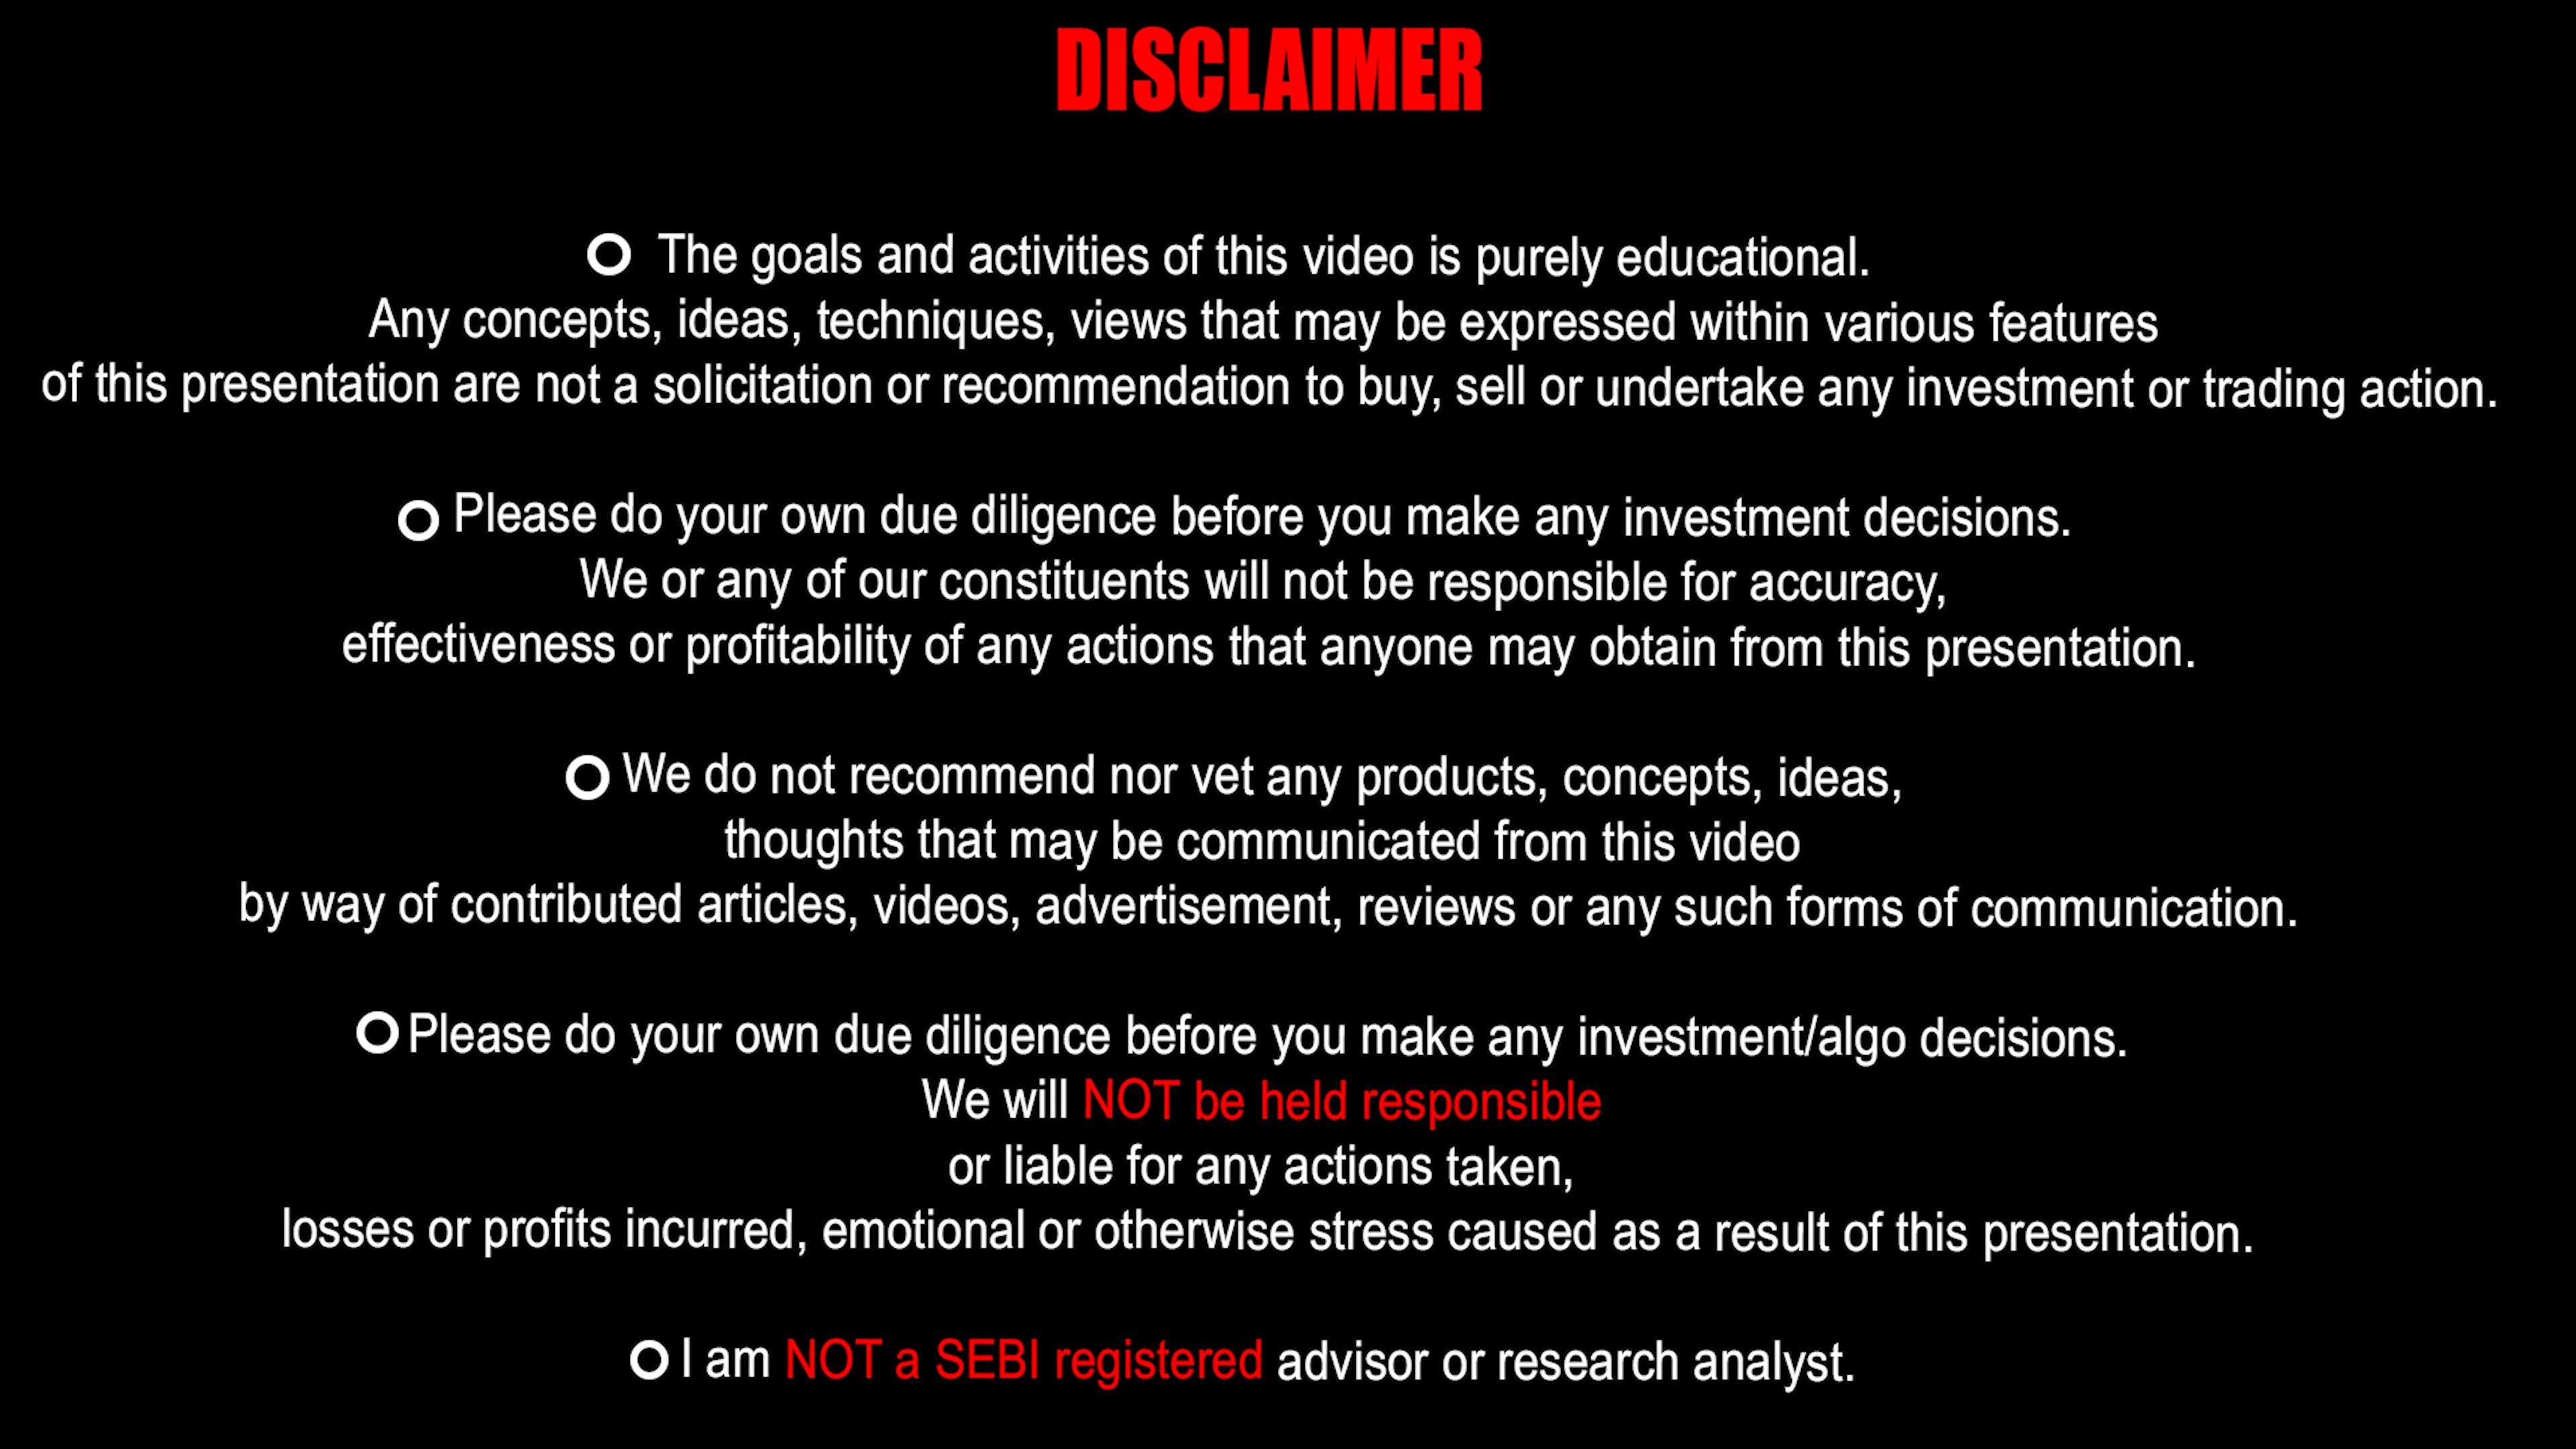 DISCLAIMER
The goals and activities of this video is purely educational.
Any concepts, ideas, techniques, views that may be expressed within various features
of this presentation are not a solicitation or recommendation to buy, sell or undertake any investment or trading action.
Please do your own due diligence before you make any investment decisions.
We or any of our constituents will not be responsible for accuracy,
effectiveness or profitability of any actions that anyone may obtain from this presentation.
We do not recommend nor vet any products, concepts, ideas,
thoughts that may be communicated from this video
by way of contributed articles, videos, advertisement, reviews or any such forms of communication.
Please do your own due diligence before you make any investment/algo decisions.
We will NOT be held responsible
or liable for any actions taken,
losses or profits incurred, emotional or otherwise stress caused as a result of this presentation.
I am NOT a SEBI registered advisor or research analyst.